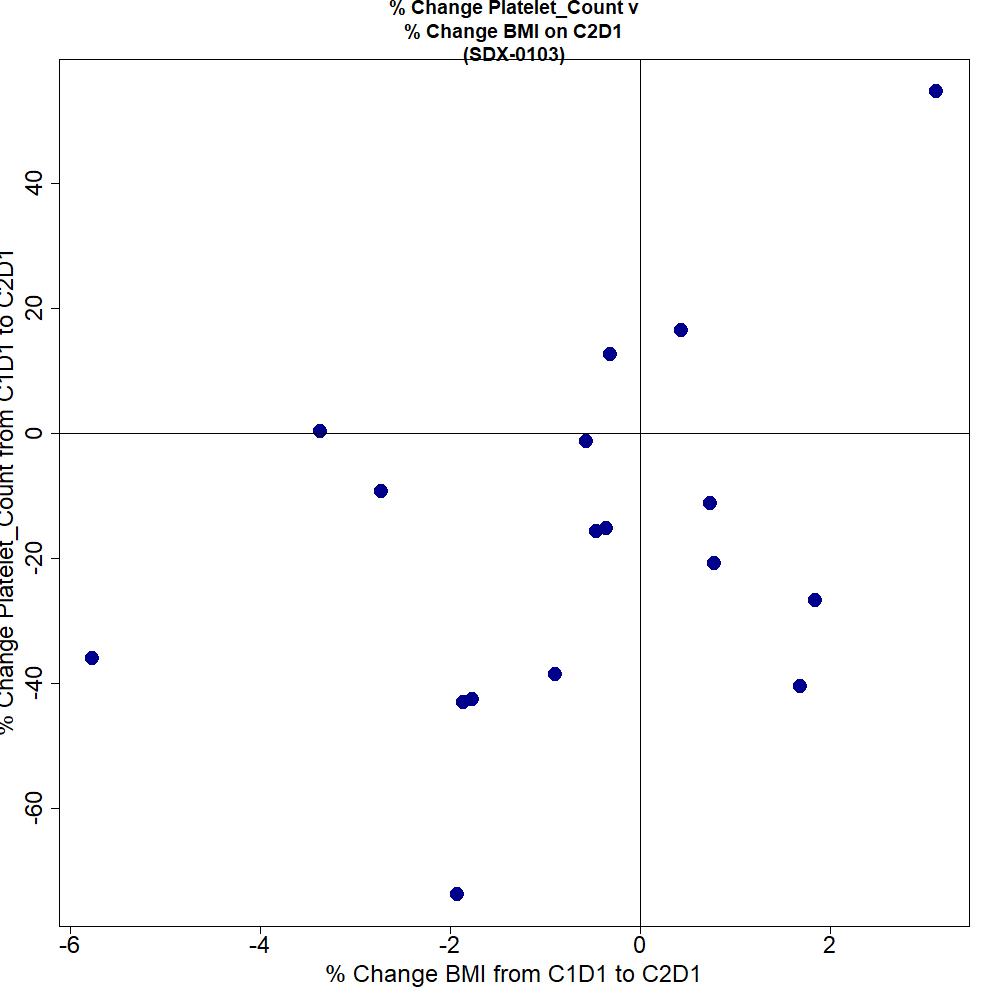 % Change Platelet_Count v
% Change BMI on C2D1
(SDX-0103)
% Change Platelet_Count from C1D1 to C2D1
40
20
0
-20
-40
-60
-6
-4
-2
0
2
% Change BMI from C1D1 to C2D1